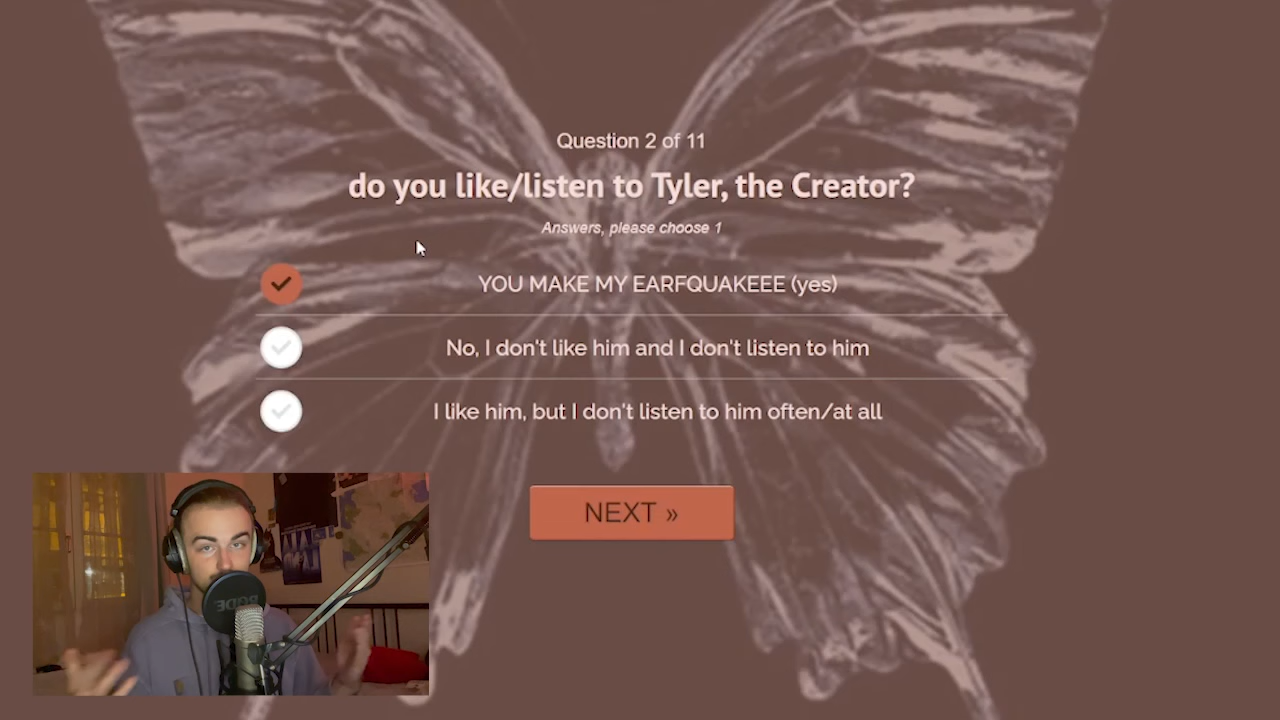 Question 2 of 11
do you like/listen to Tyler, the Creator?
Answers, please choose 1
YOU MAKE MY EARFQUAKEEE (yes)
No, I don't like him and I don't listen to him
I like him, but I don't listen to him often/at all
NEXT »
RODE